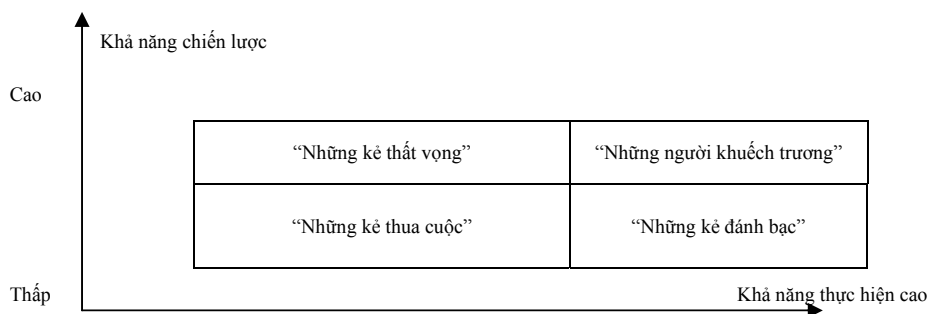 Khả năng chiến lược
Cao
“Những kẻ thất vọng”
“Những người khuếch trương”
“Những kẻ thua cuộc”
“Những kẻ đánh bạc”
Thấp
Khả năng thực hiện cao